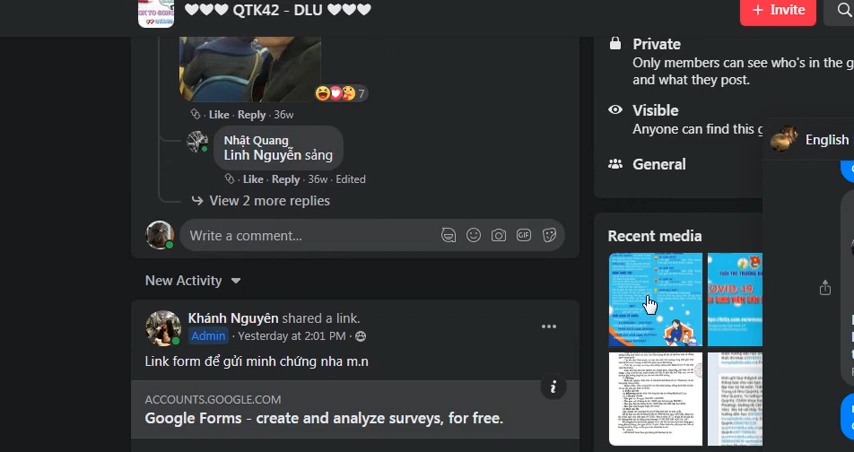 QTK42 - DLU
+ Invite
7
Like · Reply · 36w
Nhật Quang
Linh Nguyễn sảng
Like · Reply · 36w · Edited
View 2 more replies
Write a comment...
GIF
New Activity
Khánh Nguyên shared a link.
Admin · Yesterday at 2:01 PM ·
Link form để gửi minh chứng nha m.n
ACCOUNTS.GOOGLE.COM
Google Forms - create and analyze surveys, for free.
Private
Only members can see who's in the g
and what they post.
Visible
Anyone can find this g
General
Recent media
English